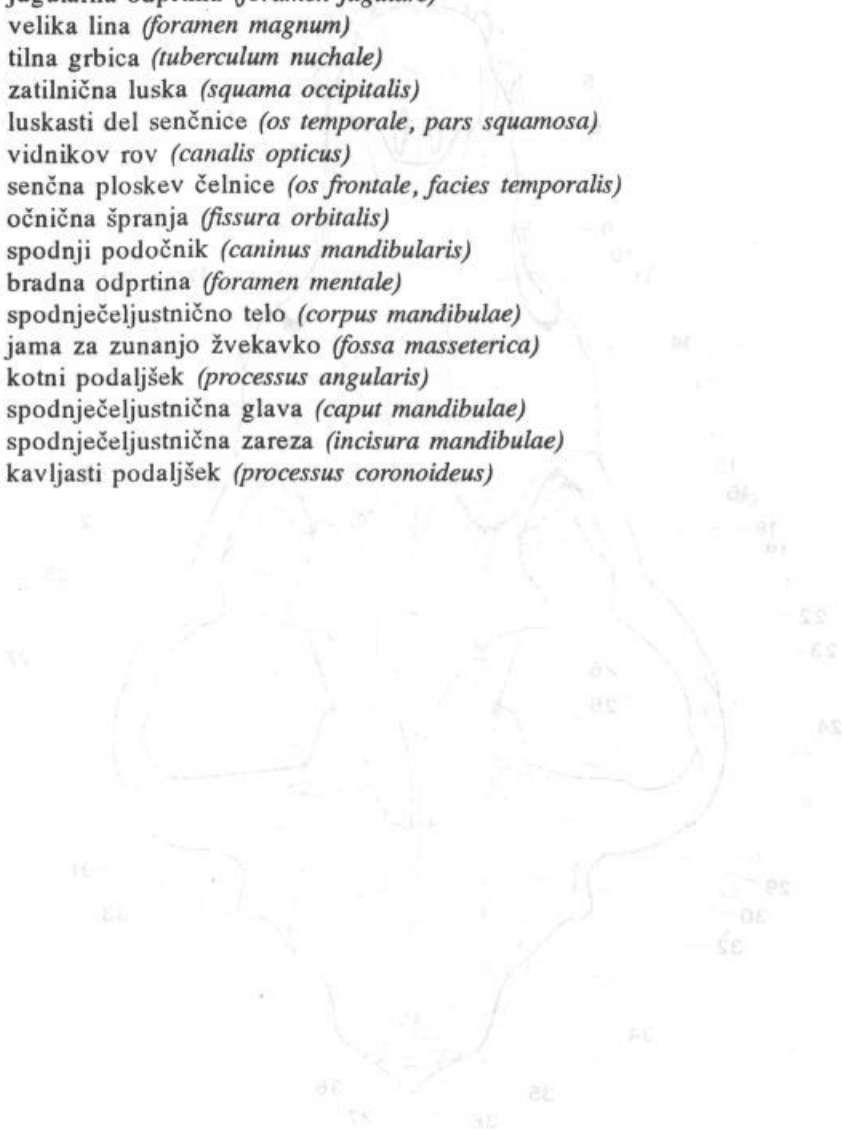 velika lina (foramen magnum)
tilna grbica (tuberculum nuchale)
zatilnična luska (squama occipitalis)
luskasti del senčnice (os temporale, pars squamosa)
vidnikov rov (canalis opticus)
senčna ploskev čelnice (os frontale, facies temporalis)
očnična špranja (fissura orbitalis)
spodnji podočnik (caninus mandibularis)
bradna odprtina (foramen mentale)
spodnječeljustnično telo (corpus mandibulae)
jama za zunanjo žvekavko (fossa masseterica)
kotni podaljšek (processus angularis)
spodnječeljustnična glava (caput mandibulae)
spodnječeljustnična zareza (incisura mandibulae)
kavljasti podaljšek (processus coronoideus)